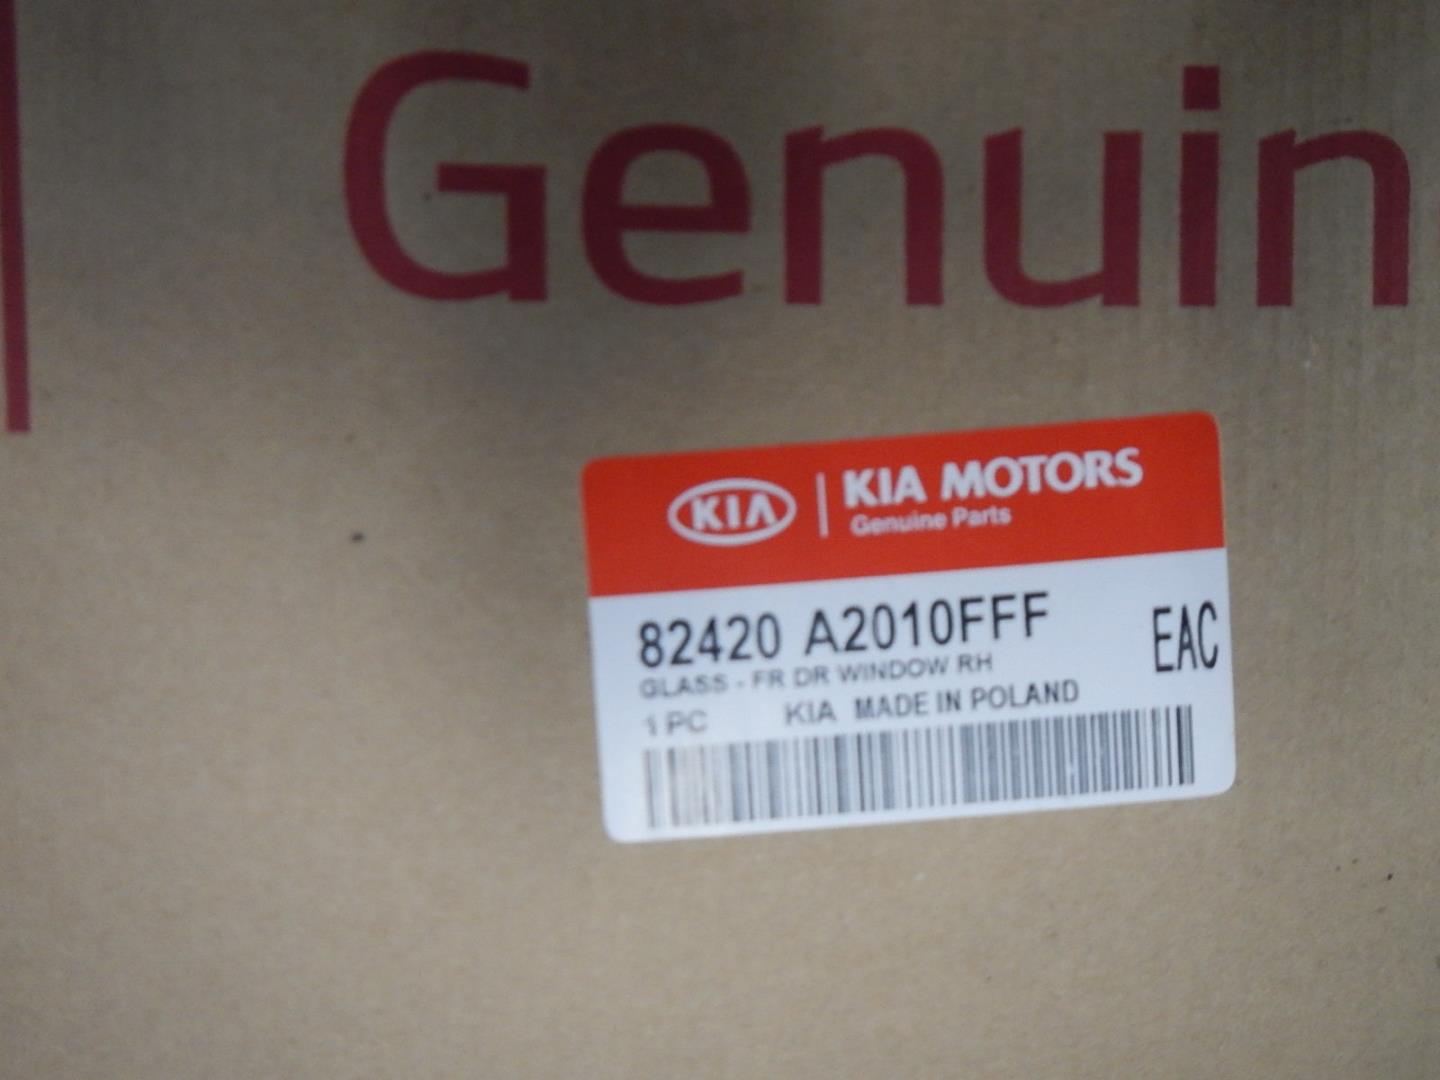 Genuin
KIA KIA MOTORS
Genuine Parts
82420 A2010FFF EAC
GLASS - FR DR WINDOW RH
1 PC KIA MADE IN POLAND